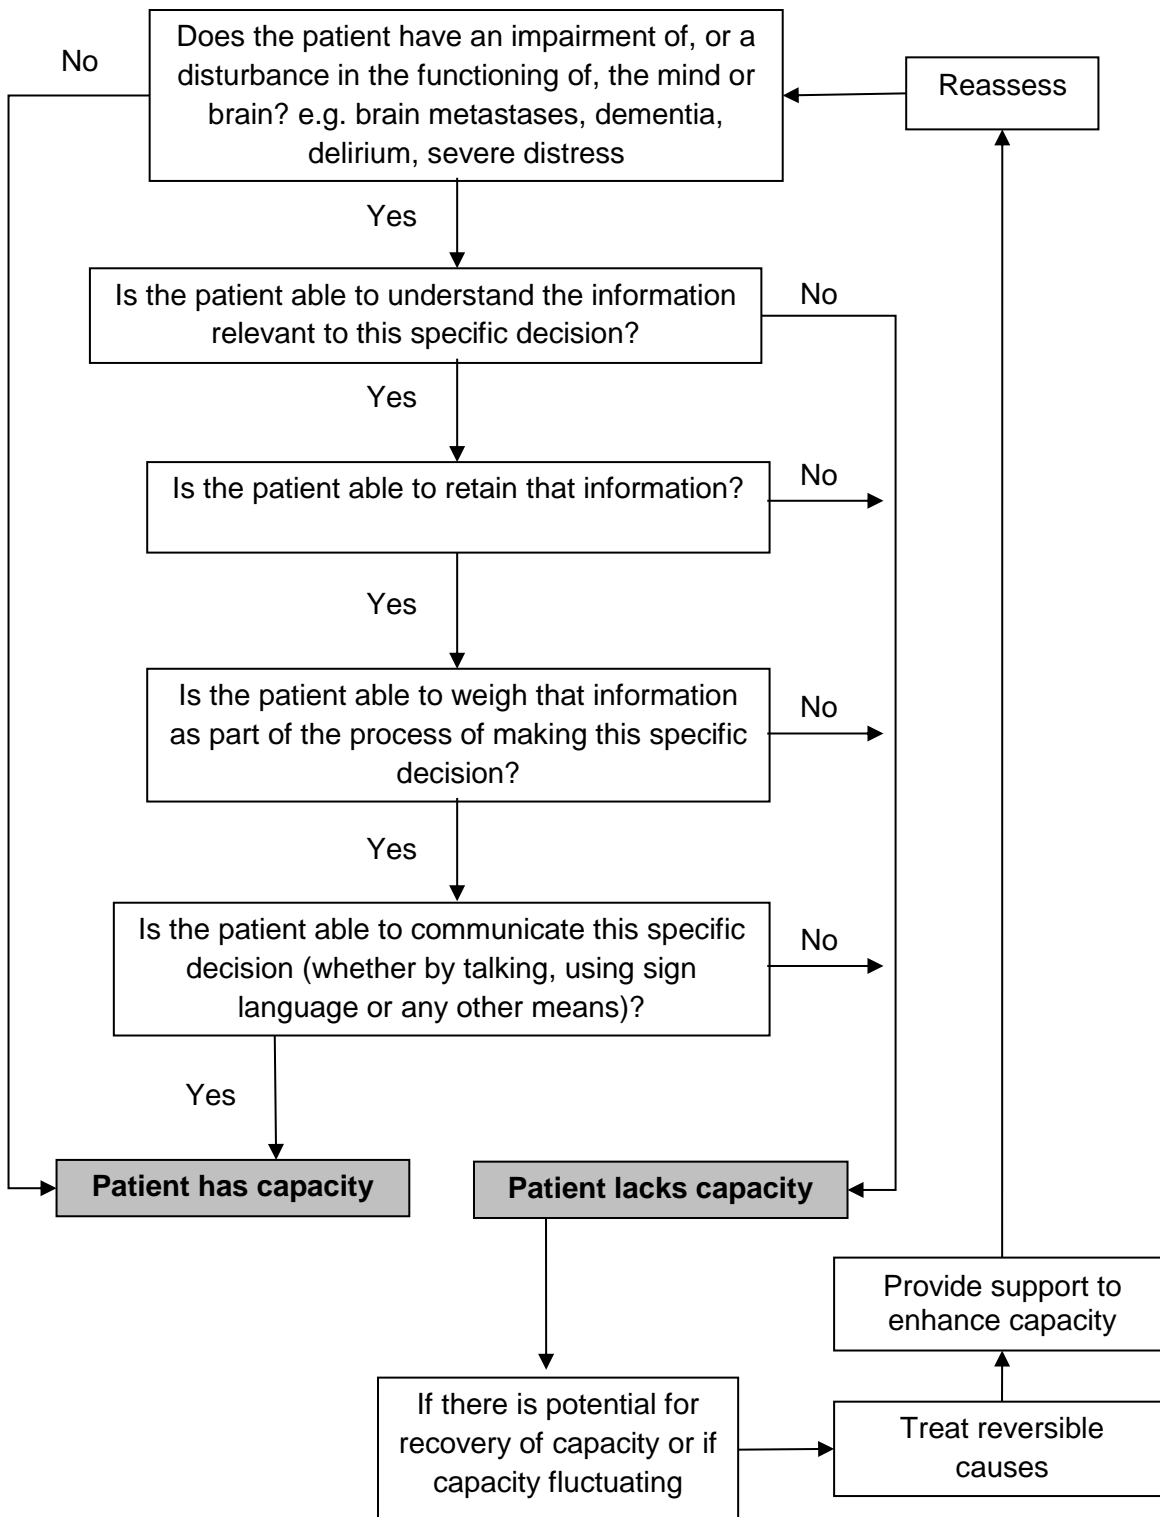 Does the patient have an impairment of, or a
disturbance in the functioning of, the mind or
brain? e.g. brain metastases, dementia,
delirium, severe distress
No
Reassess
Yes
Is the patient able to understand the information
relevant to this specific decision?
No
Yes
Is the patient able to retain that information?
No
Yes
Is the patient able to weigh that information
as part of the process of making this specific
decision?
No
Yes
Is the patient able to communicate this specific
decision (whether by talking, using sign
language or any other means)?
No
Yes
Patient has capacity
Patient lacks capacity
Provide support to
enhance capacity
If there is potential for
recovery of capacity or if
capacity fluctuating
Treat reversible
causes